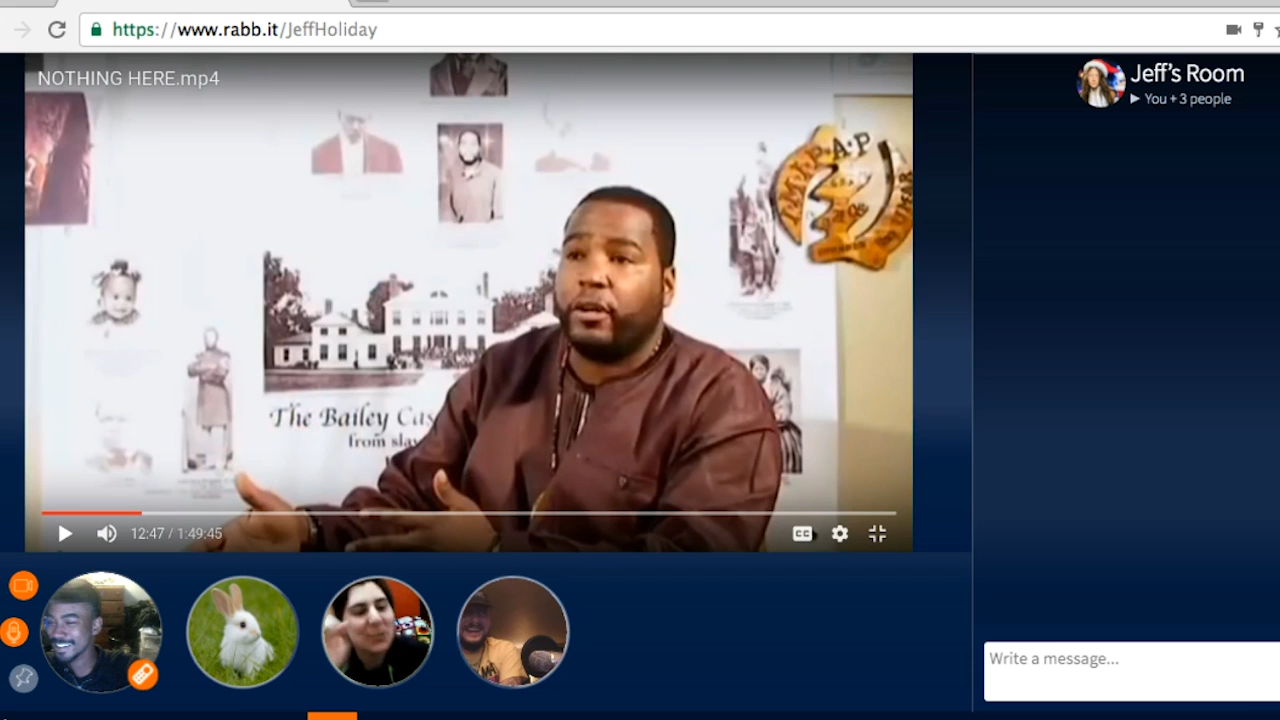 https://www.rabb.it/JeffHoliday
NOTHING HERE.mp4
Jeff's Room
You + 3 people
The Bailey Cas
from slav
12:47 / 1:49:45
CC
Write a message...